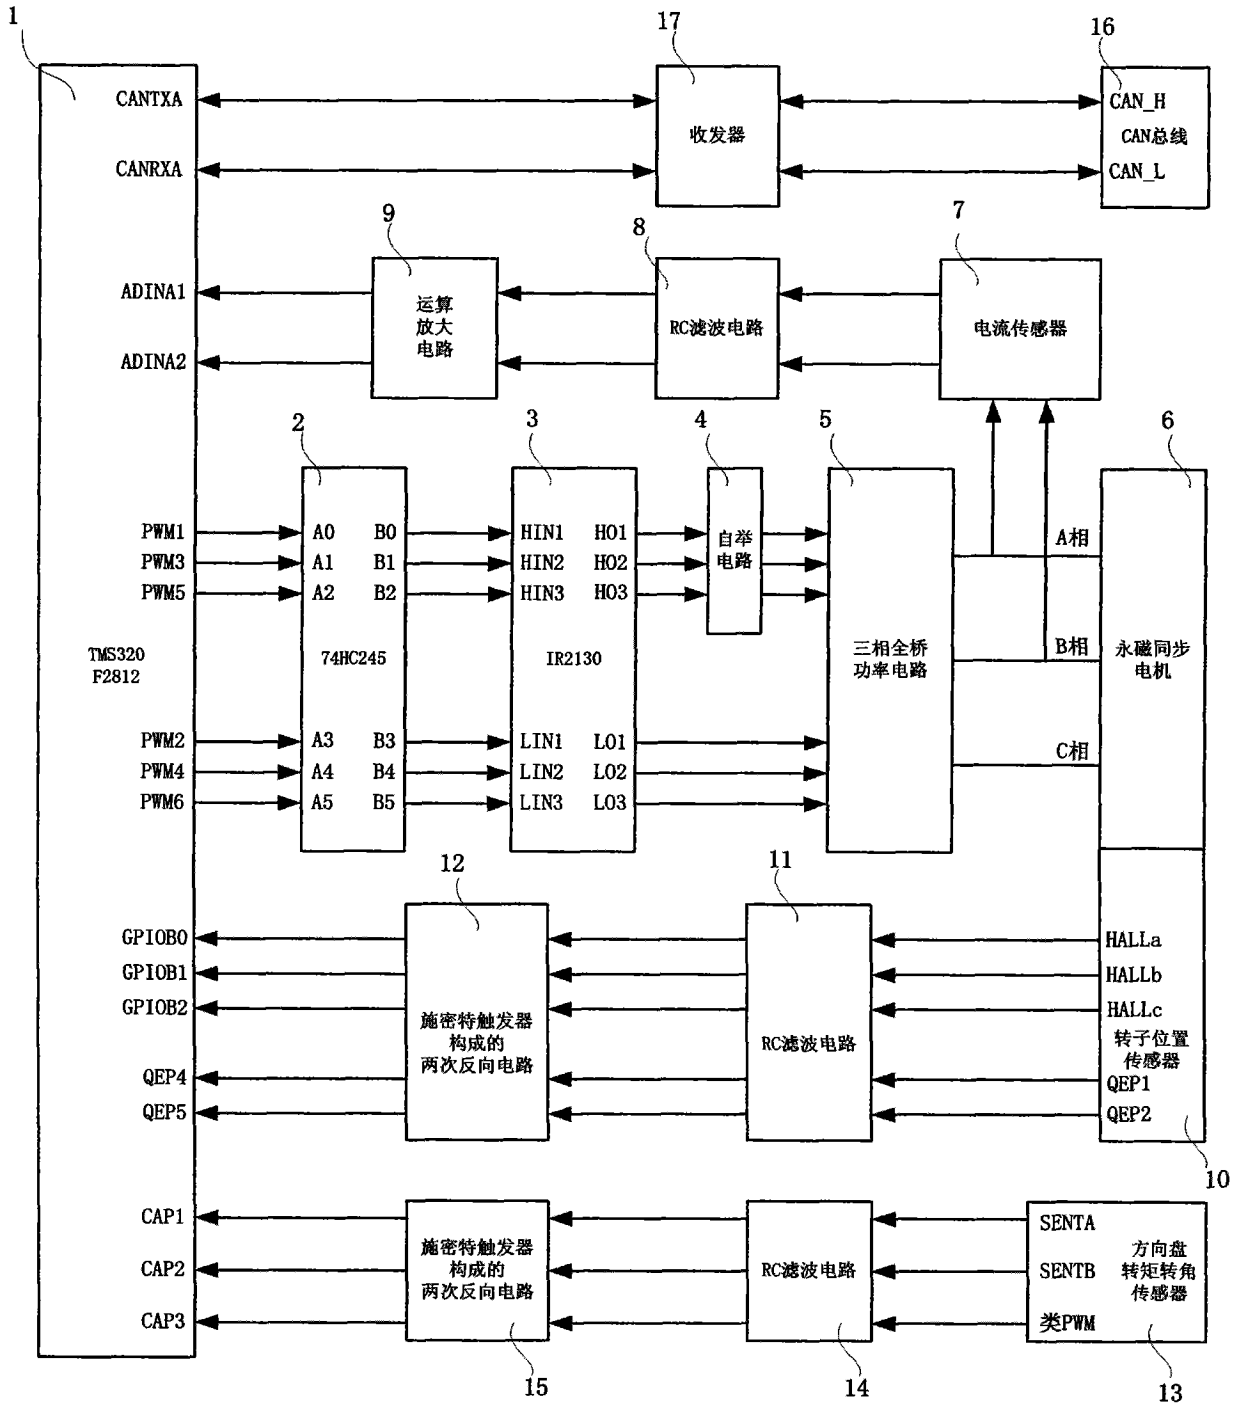 1
17
16
CANTXA
CAN_H
收发器
CAN总线
CANRXA
CAN_L
9
8
7
ADINA1
运算
放大
电路
RC滤波电路
电流传感器
ADINA2
2
3
4
5
6
PWM1
A0
B0
HIN1
HO1
自举
电路
A相
PWM3
A1
B1
HIN2
HO2
PWM5
A2
B2
HIN3
HO3
TMS320
F2812
74HC245
IR2130
三相全桥
功率电路
B相
永磁同步
电机
PWM2
A3
B3
LIN1
LO1
C相
PWM4
A4
B4
LIN2
LO2
PWM6
A5
B5
LIN3
LO3
12
11
GPIOB0
HALLa
GPIOB1
HALLb
GPIOB2
HALLc
施密特触发器
构成的
两次反向电路
RC滤波电路
转子位置
传感器
QEP4
QEP1
QEP5
QEP2
10
CAP1
SENTA
CAP2
施密特触发器
构成的
两次反向电路
RC滤波电路
SENTB
方向盘
转矩转角
传感器
CAP3
类PWM
15
14
13